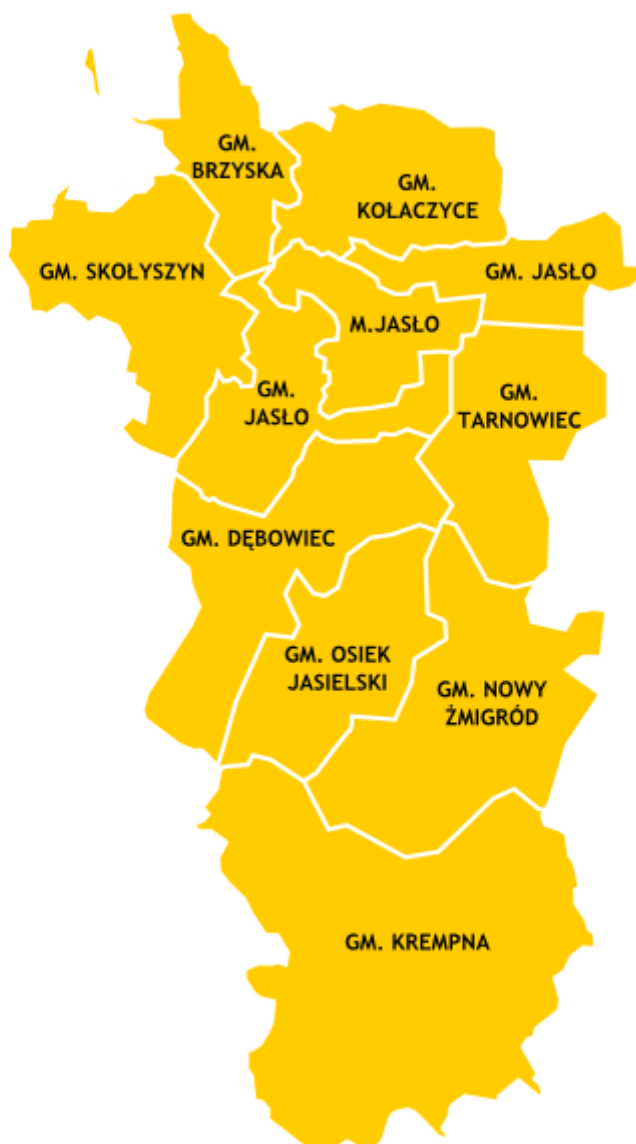 GM.
BRZYSKA
GM.
KOŁACZYCE
GM. SKOŁYSZYN
GM. JASŁO
M.JASŁO
GM.
JASŁO
GM.
TARNOWIEC
GM. DĘBOWIEC
GM. OSIEK
JASIELSKI
GM. NOWY
ŻMIGRÓD
GM. KREMPNA